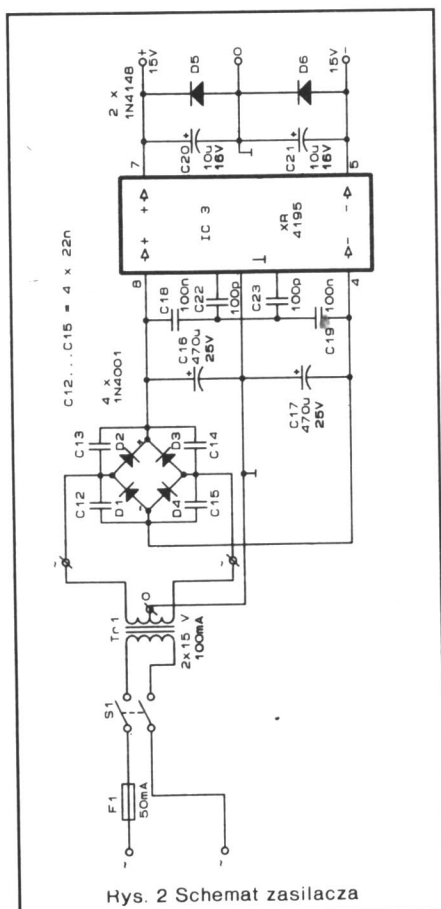 ~
~
F1
50mA
S1
Tr1
2x15 V
100mA
O
~
~
C12...C15 = 4 x 22n
4 x
1N4001
C12
C13
D1
D2
D4
D3
C15
C14
-
+
C16
470u
25V
+
C17
470u
25V
+
C18
100n
C22
100p
C23
100p
C19
100n
8
4
+
+
-
-
IC 3
XR
4195
7
5
C20
10u
16V
+
C21
10u
16V
+
2 x
1N4148
D5
D6
+
15V
O
15V
-
Rys. 2 Schemat zasilacza